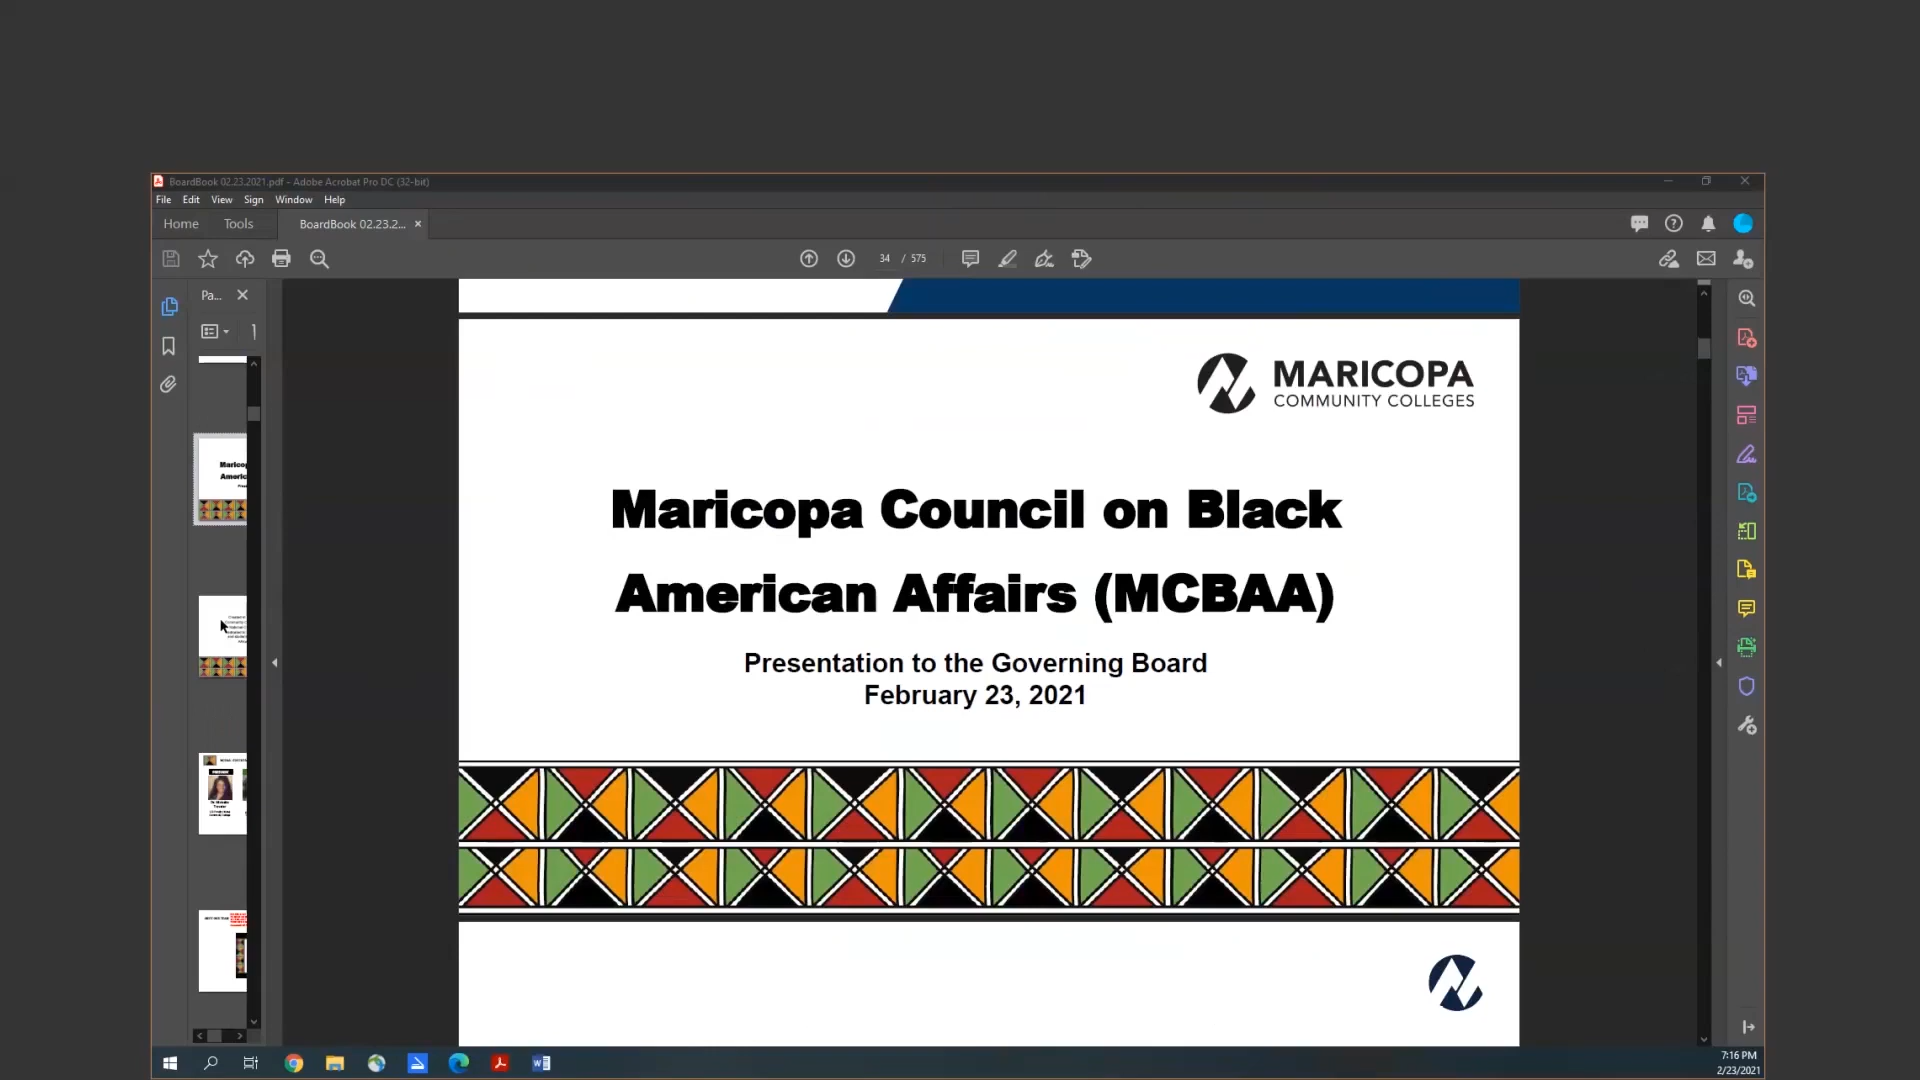 BoardBook 02.23.2021.pdf - Adobe Acrobat Pro DC (32-bit)
File Edit View Sign Window Help
Home Tools BoardBook 02.23.2...
34 / 575
Pa...
MARICOPA
COMMUNITY COLLEGES
Maricopa Council on Black
American Affairs (MCBAA)
Presentation to the Governing Board
February 23, 2021
7:16 PM
2/23/2021